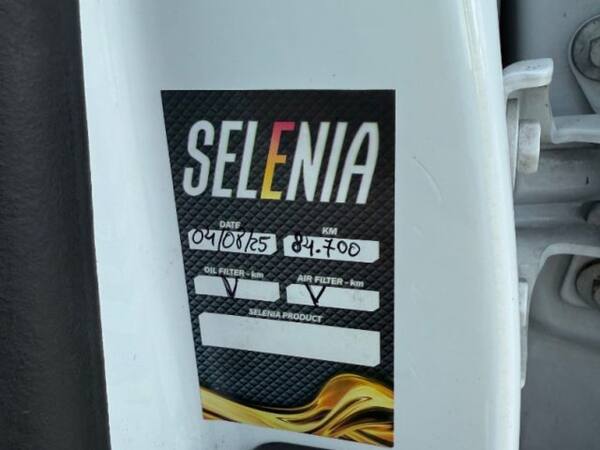 SELENIA
DATE KM
04/08/25 84.700
OIL FILTER - km AIR FILTER - km
V V
SELENIA PRODUCT